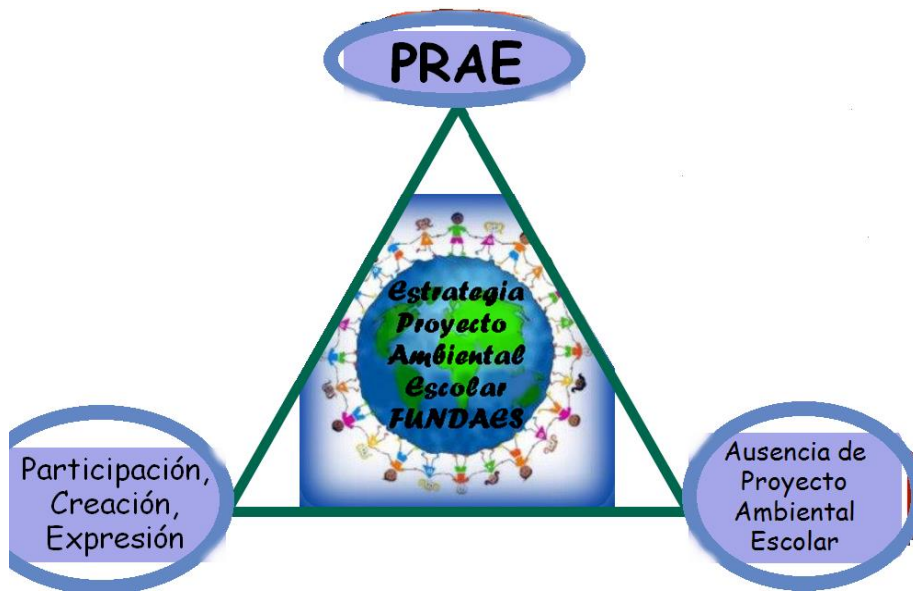 PRAE
Estrategia
Proyecto
Ambiental
Escolar
FUNDAES
Participación,
Creación,
Expresión
Ausencia de
Proyecto
Ambiental
Escolar